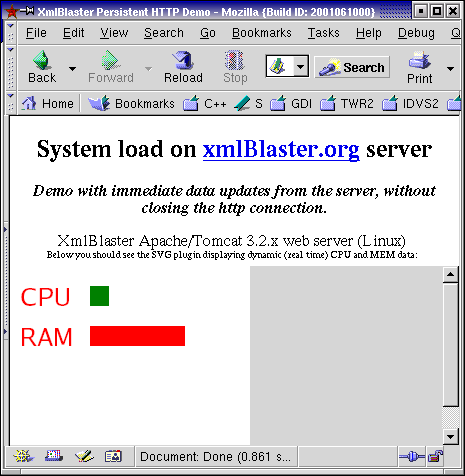 XmlBlaster Persistent HTTP Demo - Mozilla {Build ID: 2001061000}
File Edit View Search Go Bookmarks Tasks Help Debug
Back Forward Reload Stop Search Print
Home Bookmarks C++ S GDI TWR2 IDVS2
System load on xmlBlaster.org server
Demo with immediate data updates from the server, without
closing the http connection.
XmlBlaster Apache/Tomcat 3.2.x web server (Linux)
Below you should see the SVG plugin displaying dynamic (real time) CPU and MEM data:
CPU
RAM
Document: Done (0.861 s...